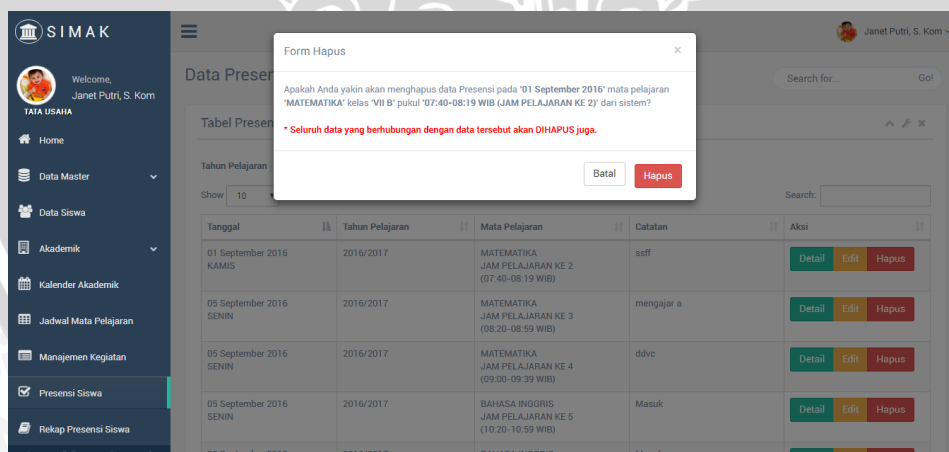 SIMAK
Welcome,
Janet Putri, S. Kom
TATA USAHA
Home
Data Master
Data Siswa
Akademik
Kalender Akademik
Jadwal Mata Pelajaran
Manajemen Kegiatan
Presensi Siswa
Rekap Presensi Siswa
Janet Putri, S. Kom
Form Hapus
×
Apakah Anda yakin akan menghapus data Presensi pada '01 September 2016' mata pelajaran
'MATEMATIKA' kelas 'VII B' pukul '07:40-08:19 WIB (JAM PELAJARAN KE 2)' dari sistem?
* Seluruh data yang berhubungan dengan data tersebut akan DIHAPUS juga.
Batal Hapus
Data Preser
Search for... Go!
Tabel Presen
Tahun Pelajaran
Show 10
Search:
Tanggal Tahun Pelajaran Mata Pelajaran Catatan Aksi
01 September 2016 2016/2017 MATEMATIKA ssff Detail Edit Hapus
KAMIS JAM PELAJARAN KE 2
(07:40-08:19 WIB)
05 September 2016 2016/2017 MATEMATIKA mengajar a Detail Edit Hapus
SENIN JAM PELAJARAN KE 3
(08:20-08:59 WIB)
05 September 2016 2016/2017 MATEMATIKA ddvc Detail Edit Hapus
SENIN JAM PELAJARAN KE 4
(09:00-09:39 WIB)
05 September 2016 2016/2017 BAHASA INGGRIS Masuk Detail Edit Hapus
SENIN JAM PELAJARAN KE 5
(10:20-10:59 WIB)